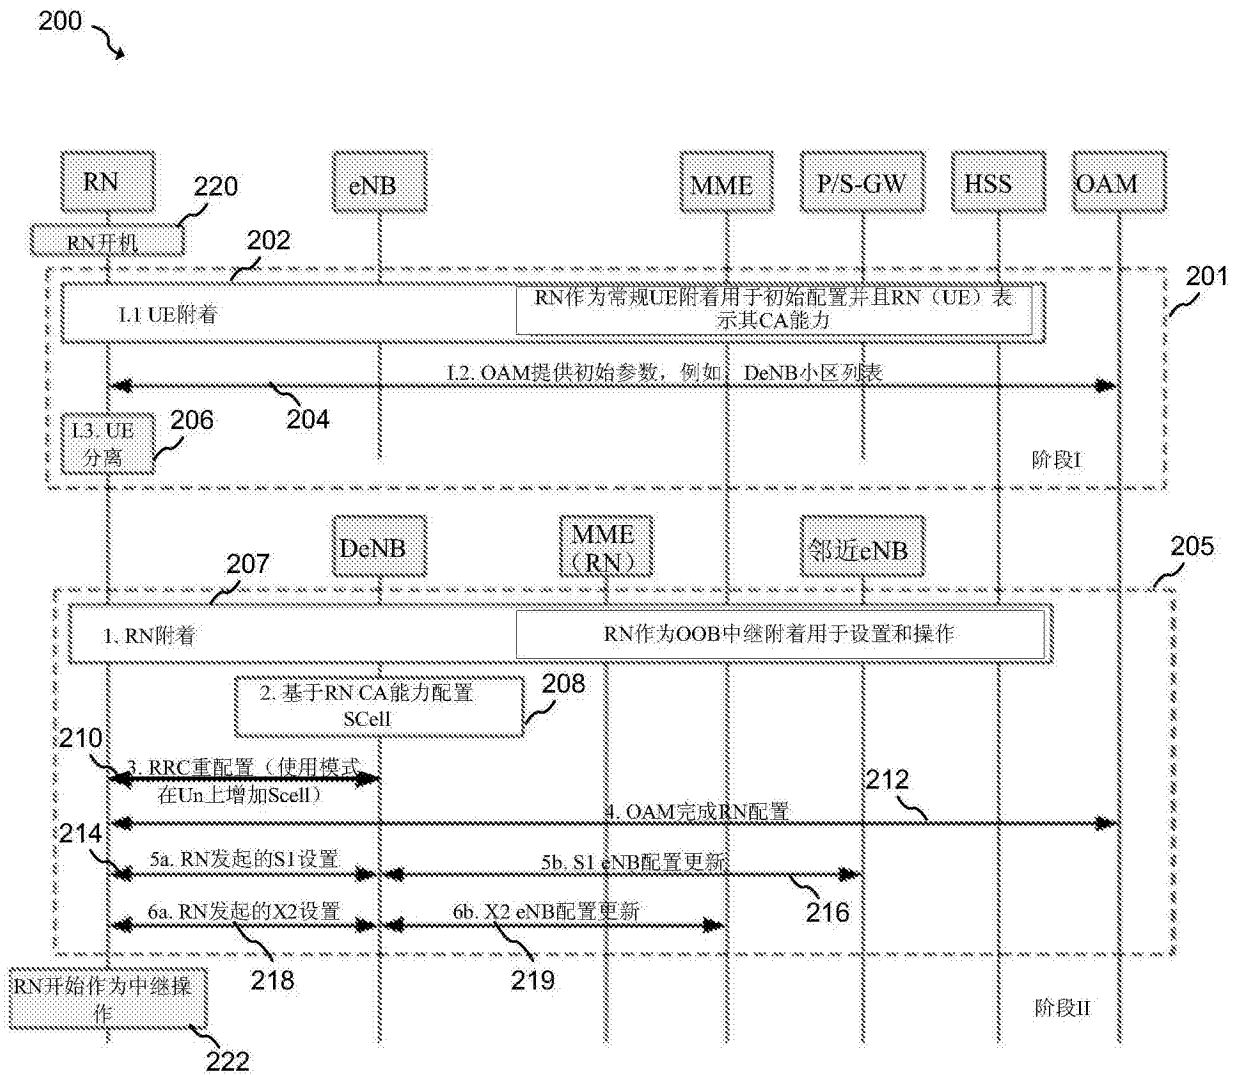 200
RN
eNB
MME
P/S-GW
HSS
OAM
220
RN开机
202
201
I.1 UE附着
RN作为常规UE附着用于初始配置并且RN（UE）表
示其CA能力
I.2. OAM提供初始参数，例如 DeNB小区列表
204
I.3. UE
分离
206
阶段I
DeNB
MME
（RN）
邻近eNB
205
207
1. RN附着
RN作为OOB中继附着用于设置和操作
2. 基于RN CA能力配置
SCell
208
210
3. RRC重配置（使用模式
在Un上增加Scell）
212
4. OAM完成RN配置
214
5a. RN发起的S1设置
5b. S1 eNB配置更新
216
6a. RN发起的X2设置
6b. X2 eNB配置更新
218
219
RN开始作为中继操
作
222
阶段II